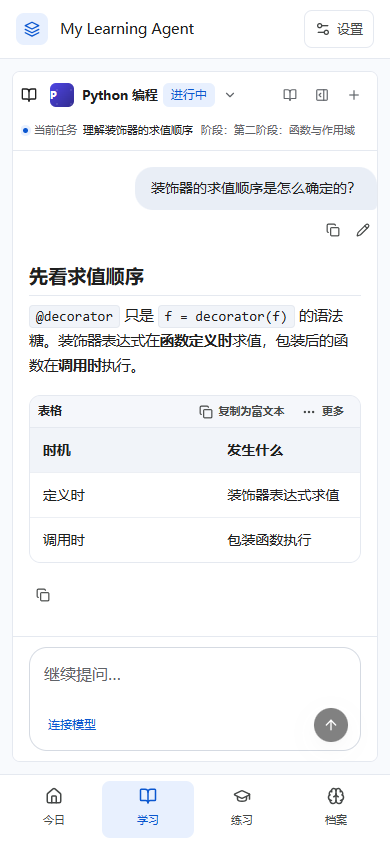 My Learning Agent
设置
P
Python 编程
进行中
当前任务 理解装饰器的求值顺序 阶段：第二阶段：函数与作用域
装饰器的求值顺序是怎么确定的？
先看求值顺序
@decorator 只是 f = decorator(f) 的语法
糖。装饰器表达式在函数定义时求值，包装后的函
数在调用时执行。
表格
复制为富文本
更多
时机 发生什么
定义时 装饰器表达式求值
调用时 包装函数执行
继续提问...
连接模型
今日 学习 练习 档案